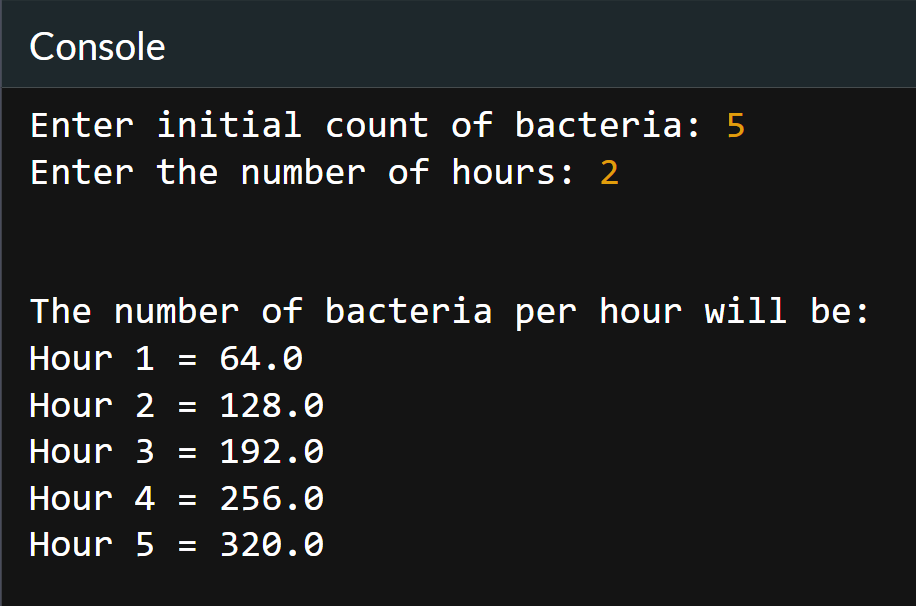 Console
Enter initial count of bacteria: 5
Enter the number of hours: 2
The number of bacteria per hour will be:
Hour 1 = 64.0
Hour 2 = 128.0
Hour 3 = 192.0
Hour 4 = 256.0
Hour 5 = 320.0